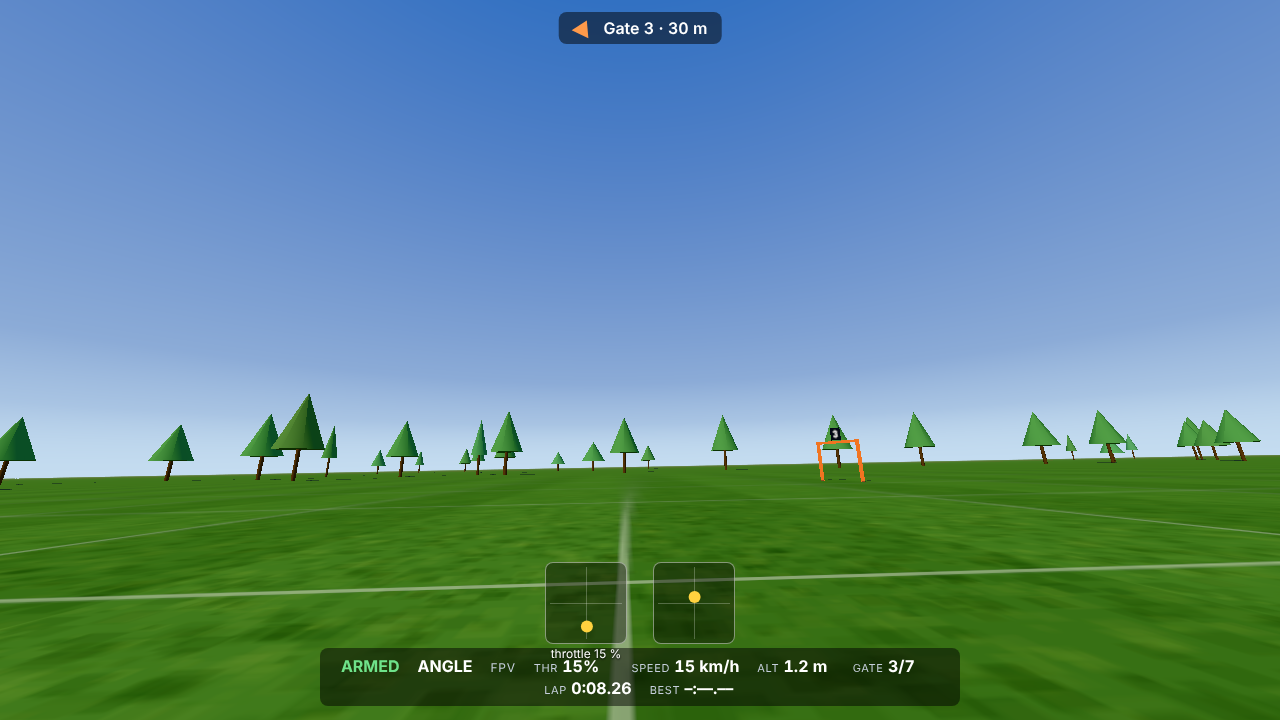 Gate 3 · 30 m
3
throttle 15 %
ARMED ANGLE FPV THR 15% SPEED 15 km/h ALT 1.2 m GATE 3/7
LAP 0:08.26 BEST –:––.––